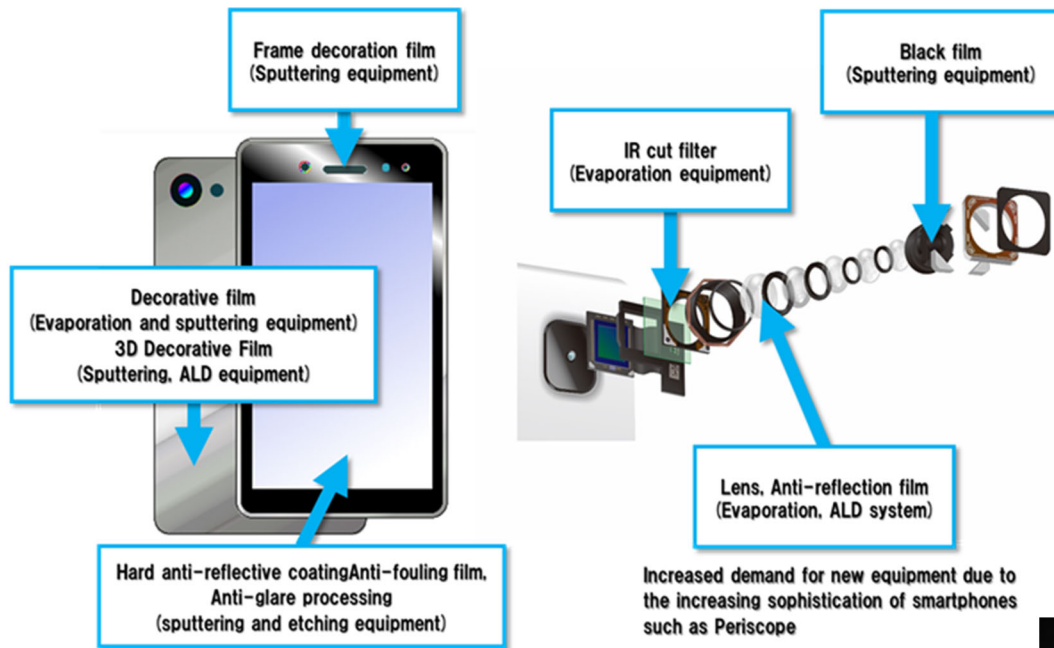 Frame decoration film
(Sputtering equipment)
Black film
(Sputtering equipment)
IR cut filter
(Evaporation equipment)
Decorative film
(Evaporation and sputtering equipment)
3D Decorative Film
(Sputtering, ALD equipment)
Lens, Anti-reflection film
(Evaporation, ALD system)
Hard anti-reflective coatingAnti-fouling film,
Anti-glare processing
(sputtering and etching equipment)
Increased demand for new equipment due to
the increasing sophistication of smartphones
such as Periscope